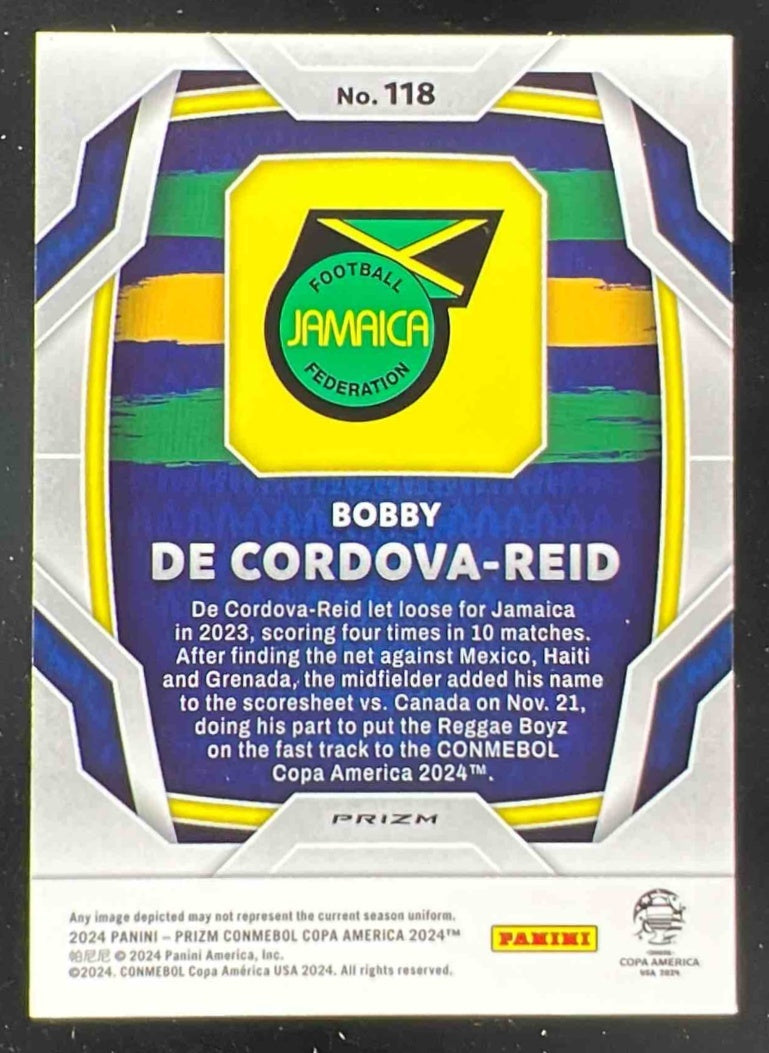 No. 118
FOOTBALL
JAMAICA
FEDERATION
BOBBY
DE CORDOVA-REID
De Cordova-Reid let loose for Jamaica
in 2023, scoring four times in 10 matches.
After finding the net against Mexico, Haiti
and Grenada, the midfielder added his name
to the scoresheet vs. Canada on Nov. 21,
doing his part to put the Reggae Boyz
on the fast track to the CONMEBOL
Copa America 2024™.
PRIZM
Any image depicted may not represent the current season uniform.
2024 PANINI – PRIZM CONMEBOL COPA AMERICA 2024™
帕尼尼 © 2024 Panini America, Inc.
©2024. CONMEBOL Copa América USA 2024. All rights reserved.
PANINI
COPA AMERICA
USA 2024